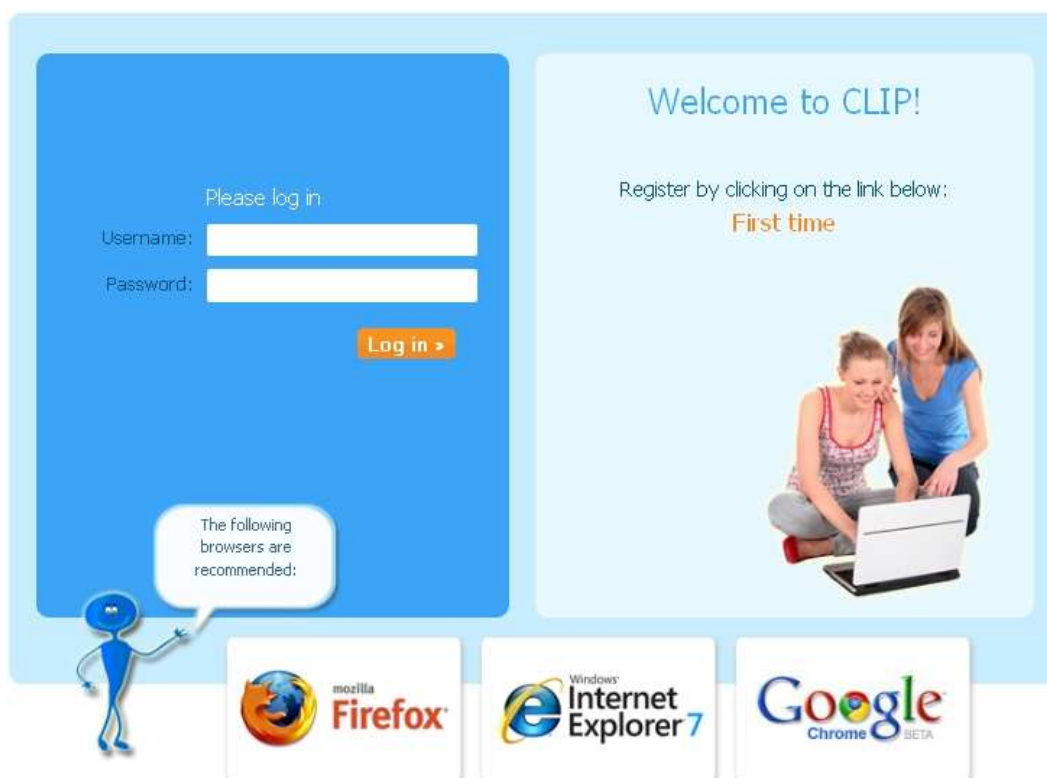 Please log in
Username:
Password:
Log in »
Welcome to CLIP!
Register by clicking on the link below:
First time
The following
browsers are
recommended:
mozilla
Firefox
Windows
Internet
Explorer 7
Google
Chrome BETA